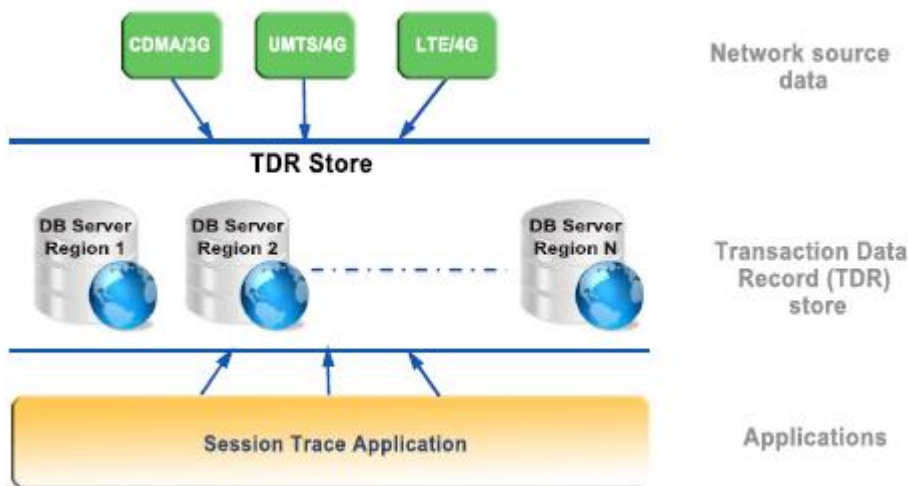 CDMA/3G
UMTS/4G
LTE/4G
Network source
data
TDR Store
DB Server
Region 1
DB Server
Region 2
DB Server
Region N
Transaction Data
Record (TDR)
store
Session Trace Application
Applications